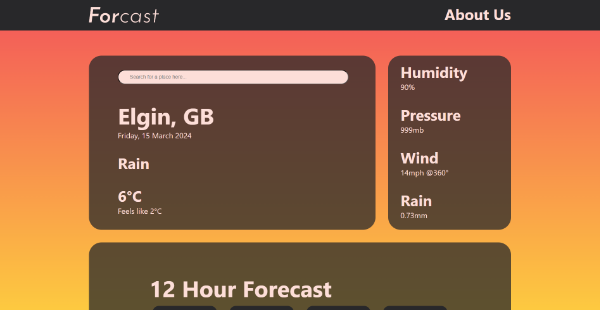 Forcast
About Us
Search for a place here...
Elgin, GB
Friday, 15 March 2024
Rain
6°C
Feels like 2°C
Humidity
90%
Pressure
999mb
Wind
14mph @360°
Rain
0.73mm
12 Hour Forecast